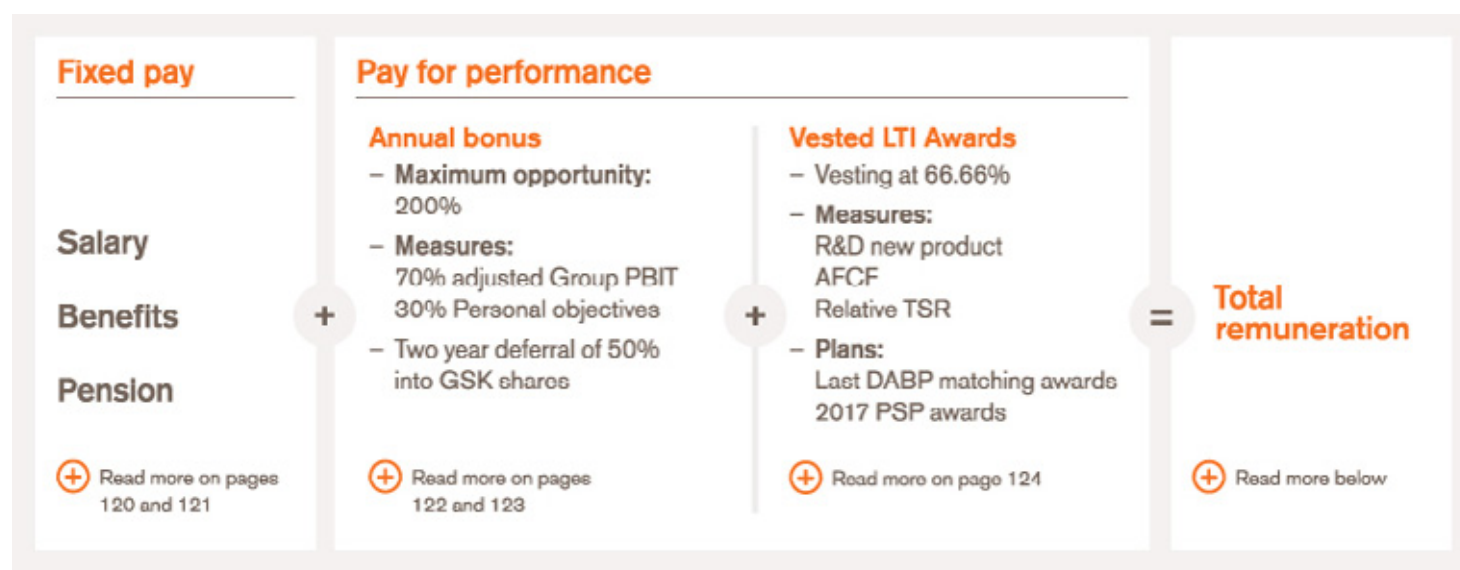 Fixed pay
Salary
Benefits
Pension
Read more on pages
120 and 121
+
Pay for performance
Annual bonus
– Maximum opportunity:
200%
– Measures:
70% adjusted Group PBIT
30% Personal objectives
– Two year deferral of 50%
into GSK shares
Read more on pages
122 and 123
+
Vested LTI Awards
– Vesting at 66.66%
– Measures:
R&D new product
AFCF
Relative TSR
– Plans:
Last DABP matching awards
2017 PSP awards
Read more on page 124
=
Total
remuneration
Read more below